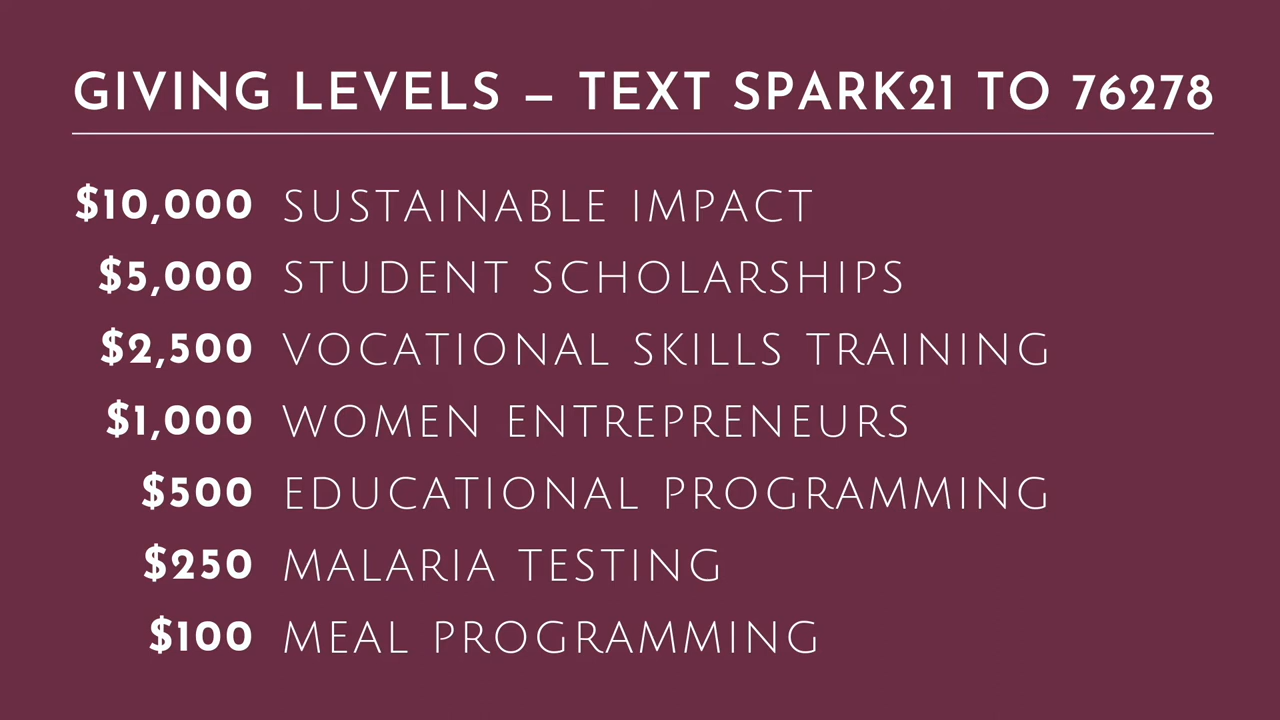 GIVING LEVELS – TEXT SPARK21 TO 76278
$10,000 SUSTAINABLE IMPACT
$5,000 STUDENT SCHOLARSHIPS
$2,500 VOCATIONAL SKILLS TRAINING
$1,000 WOMEN ENTREPRENEURS
$500 EDUCATIONAL PROGRAMMING
$250 MALARIA TESTING
$100 MEAL PROGRAMMING